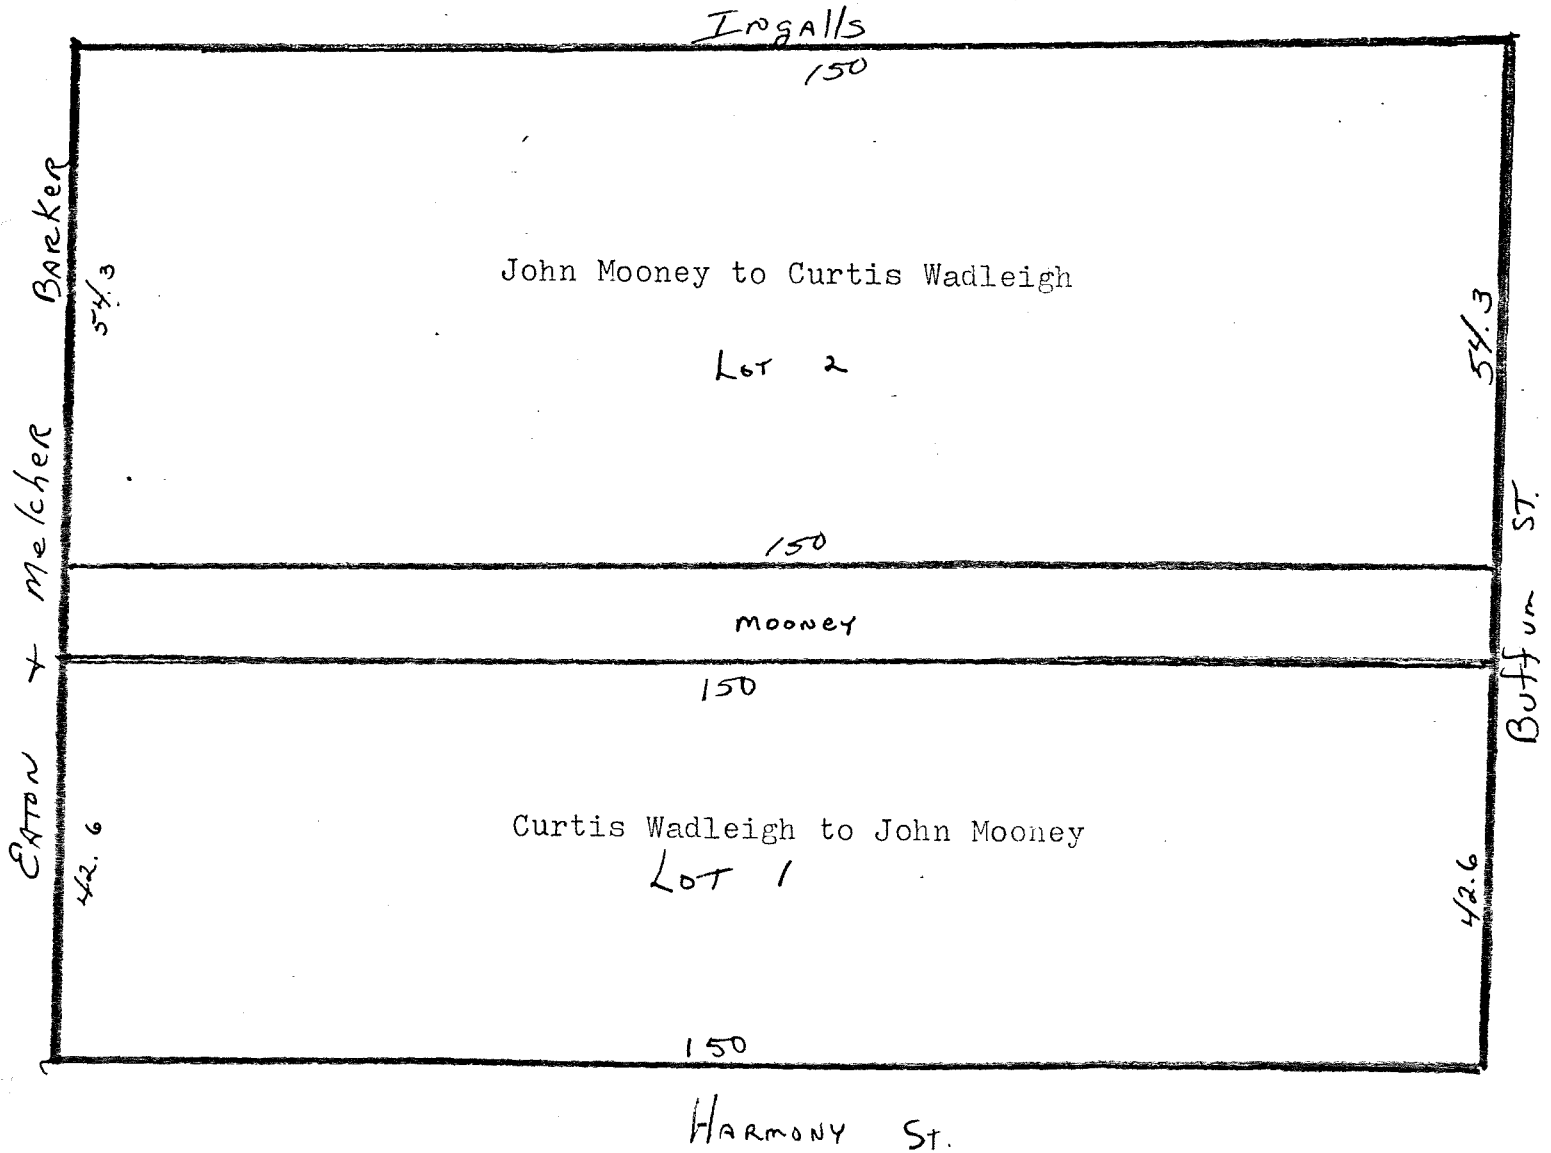 Ingalls
150
Barker
54.3
John Mooney to Curtis Wadleigh
54.3
Lot 2
Eaton + Melcher
150
Mooney
Buffum ST.
150
Curtis Wadleigh to John Mooney
Lot 1
42.6
42.6
150
Harmony St.